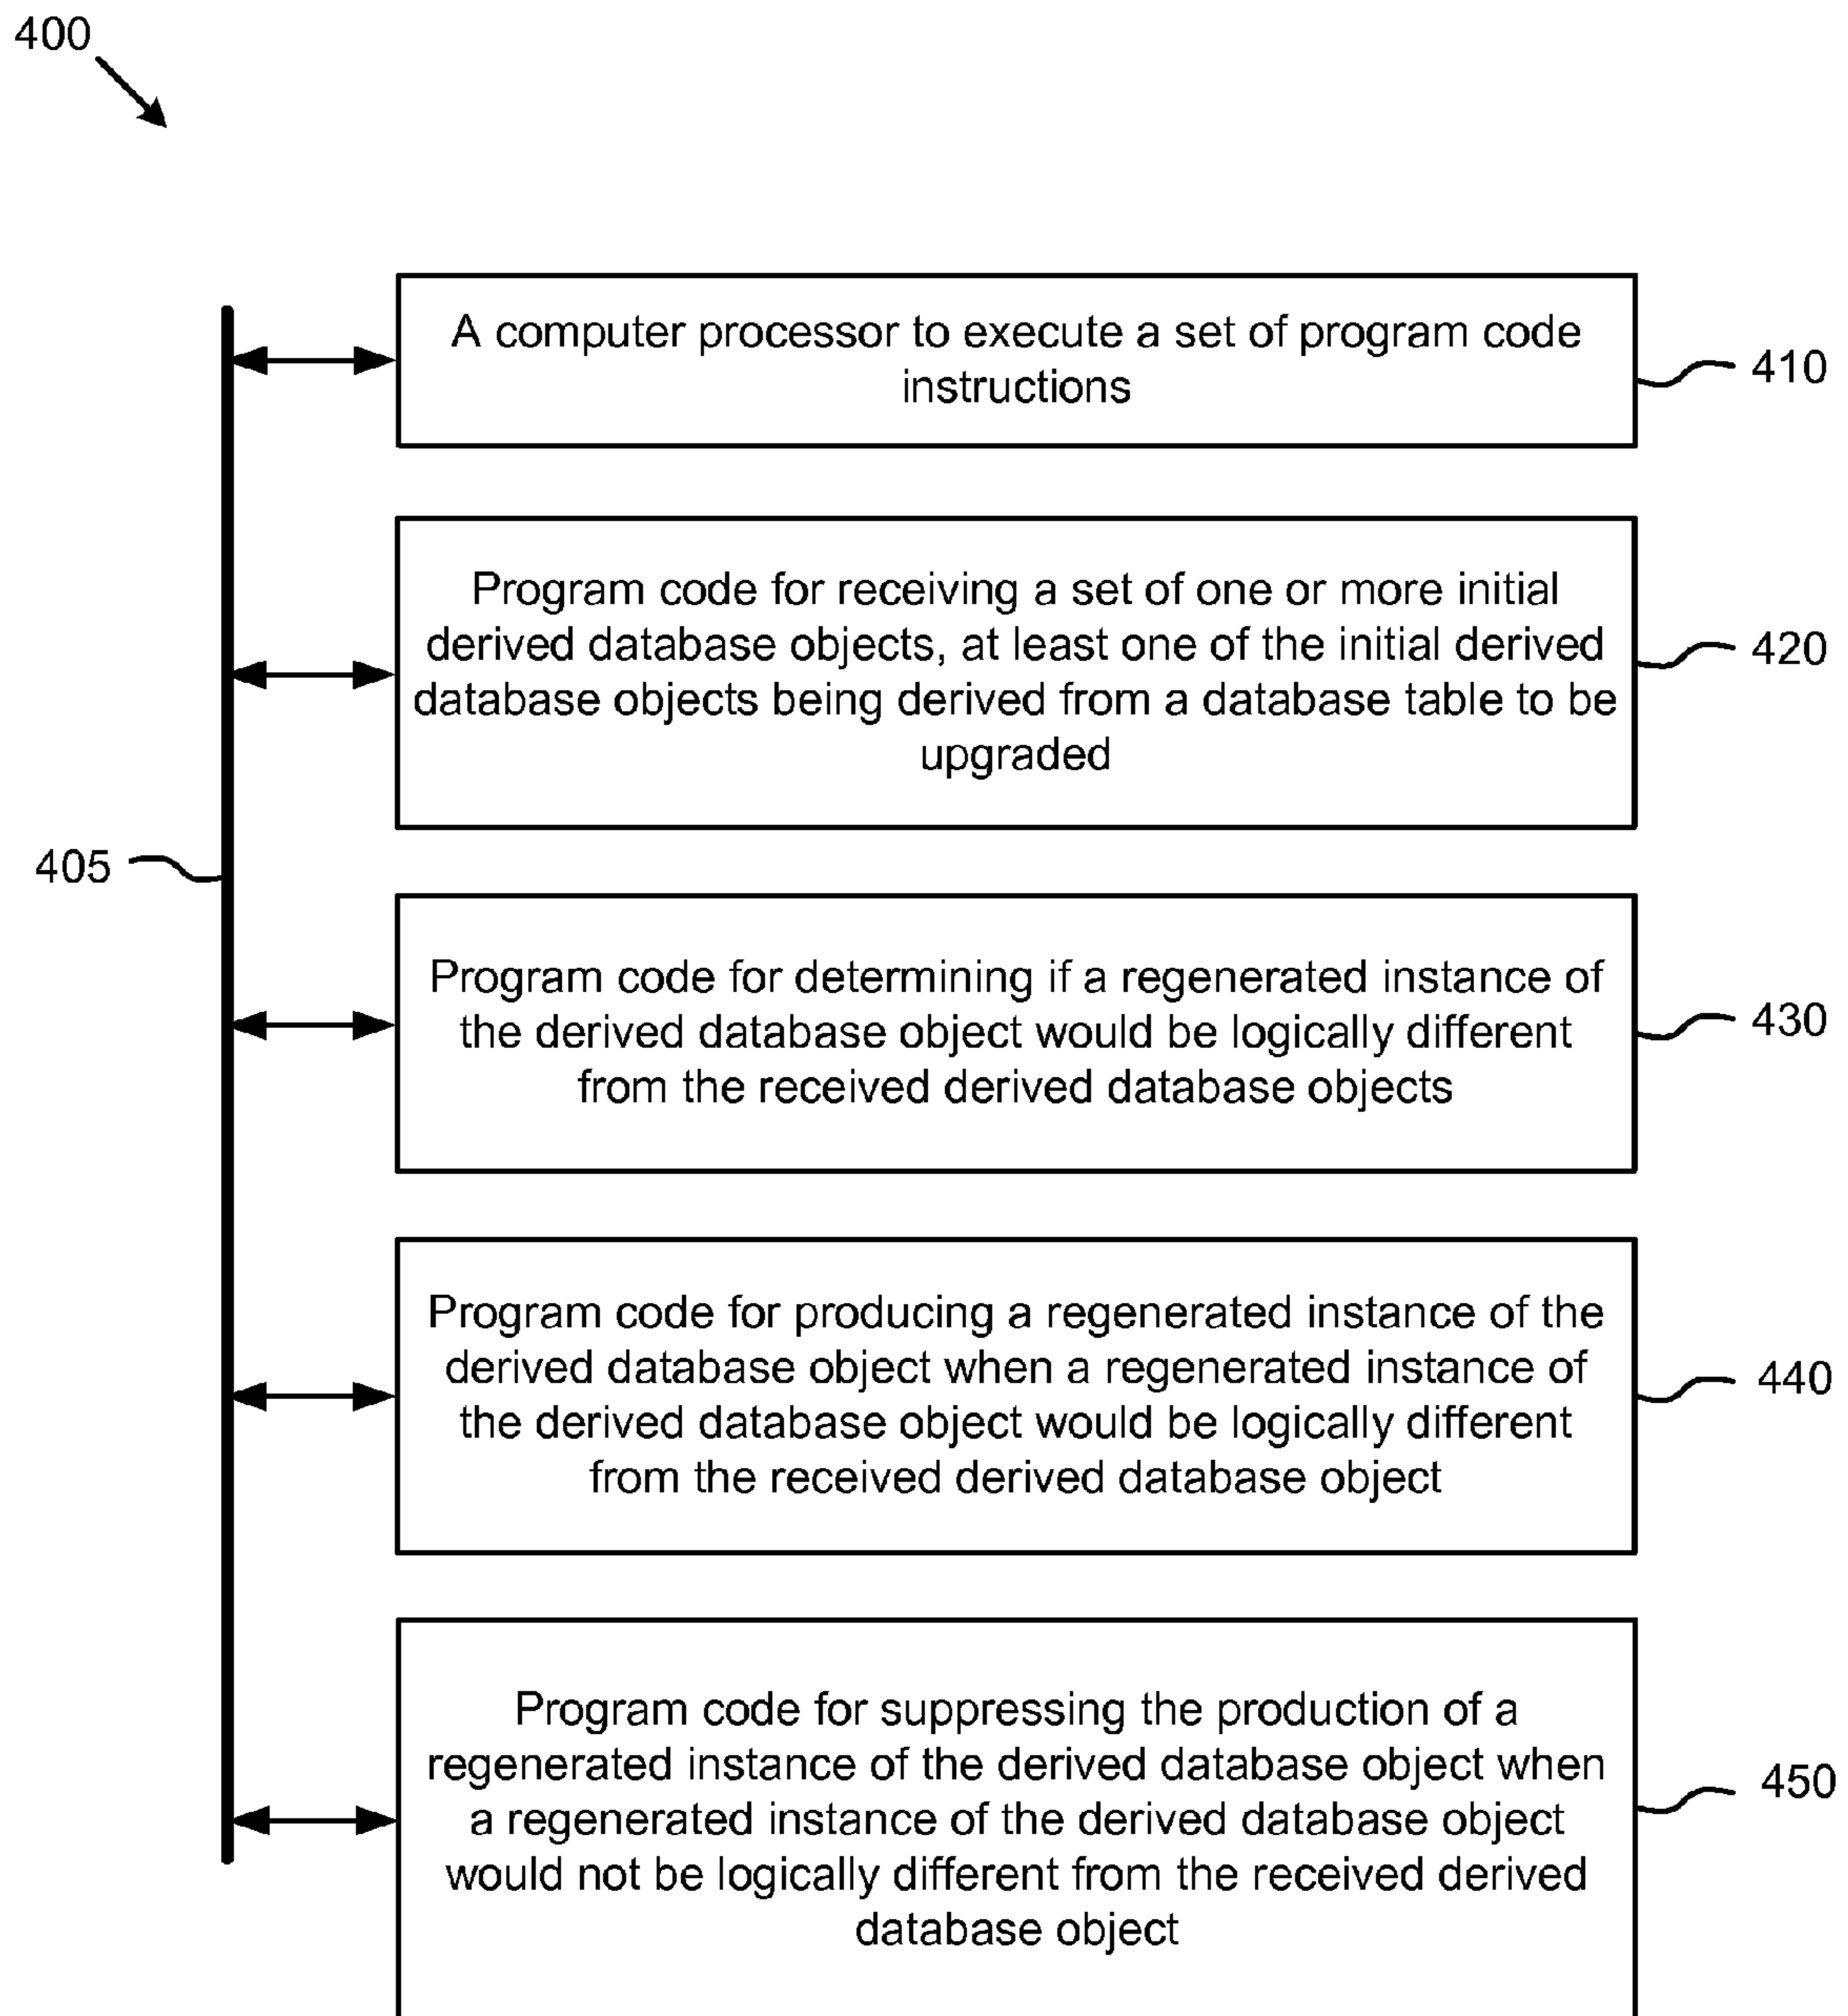 400
A computer processor to execute a set of program code
instructions
410
Program code for receiving a set of one or more initial
derived database objects, at least one of the initial derived
database objects being derived from a database table to be
upgraded
420
405
Program code for determining if a regenerated instance of
the derived database object would be logically different
from the received derived database objects
430
Program code for producing a regenerated instance of the
derived database object when a regenerated instance of
the derived database object would be logically different
from the received derived database object
440
Program code for suppressing the production of a
regenerated instance of the derived database object when
a regenerated instance of the derived database object
would not be logically different from the received derived
database object
450